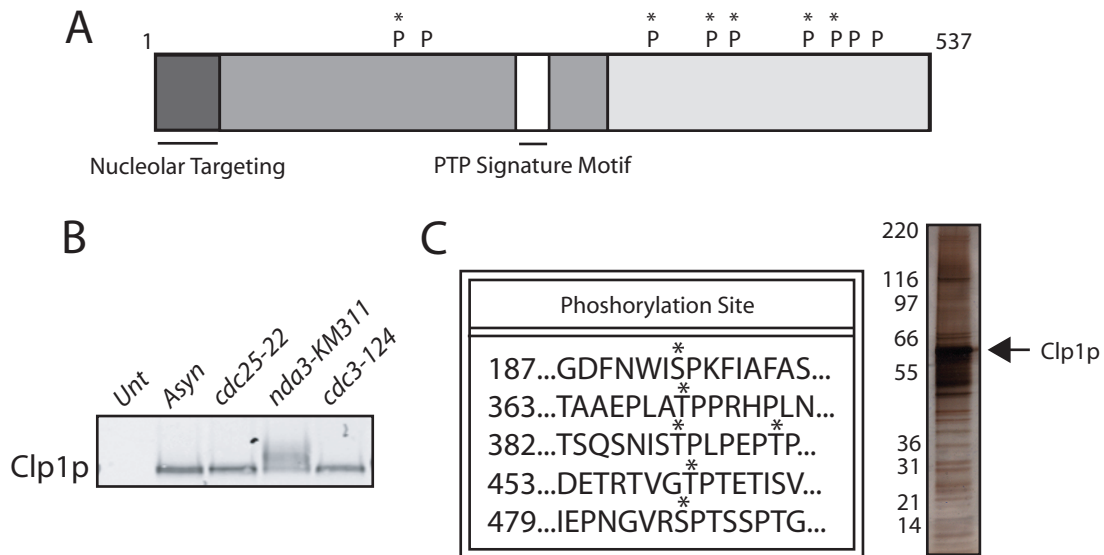 A
* * * * * *
1 P P P P P P P P P 537
Nucleolar Targeting PTP Signature Motif
B
Unt Asyn cdc25-22 nda3-KM311 cdc3-124
Clp1p
C
Phoshorylation Site
*
187...GDFNWISPKFIAFAS...
*
363...TAAEPLATPPRHPLN...
* *
382...TSQSNISTPLPEPTP...
*
453...DETRTVGTPTETISV...
*
479...IEPNGVRSPTSSPTG...
220
116
97
66
55
36
31
21
14
Clp1p